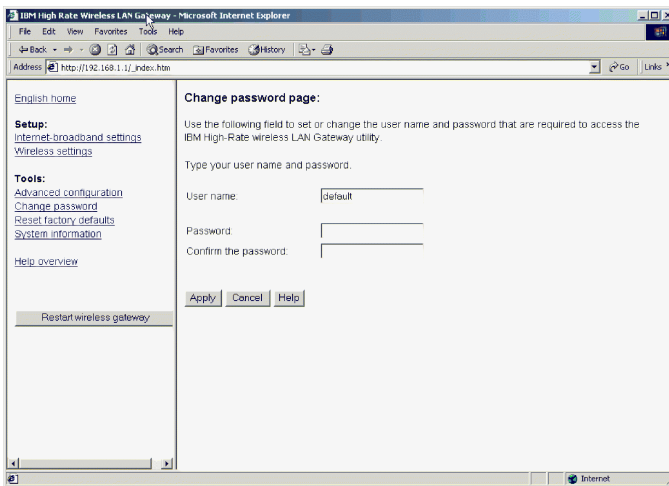 IBM High Rate Wireless LAN Gateway - Microsoft Internet Explorer
File Edit View Favorites Tools Help
Back Search Favorites History
Address http://192.168.1.1/_index.htm Go Links
English home
Setup:
Internet-broadband settings
Wireless settings
Tools:
Advanced configuration
Change password
Reset factory defaults
System information
Help overview
Restart wireless gateway
Change password page:
Use the following field to set or change the user name and password that are required to access the
IBM High-Rate wireless LAN Gateway utility.
Type your user name and password.
User name: default
Password:
Confirm the password:
Apply Cancel Help
Internet